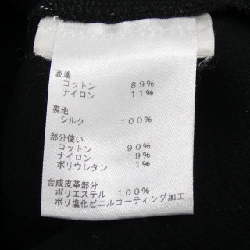 表地
コットン 89%
ナイロン 11%
裏地
シルク 100%
部分使い
コットン 90%
ナイロン 9%
ポリウレタン 1%
合成皮革部分
ポリエステル 100%
ポリ塩化ビニルコーティング加工